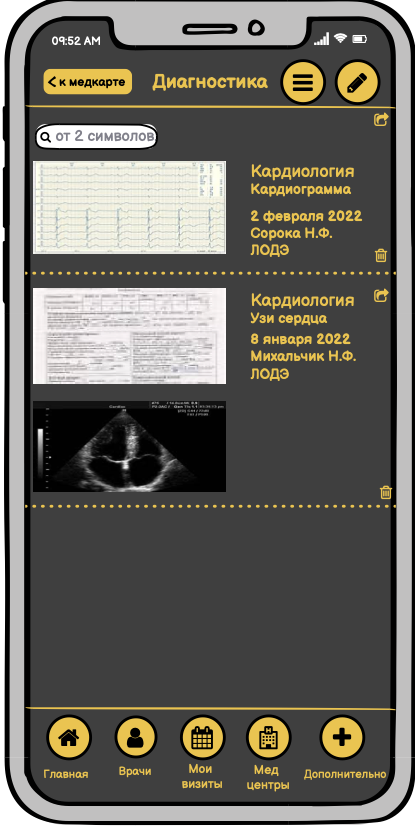 09:52 AM
< к медкарте
Диагностика
от 2 символов
Кардиология
Кардиограмма
2 февраля 2022
Сорока Н.Ф.
ЛОДЭ
Кардиология
Узи сердца
8 января 2022
Михальчик Н.Ф.
ЛОДЭ
Главная
Врачи
Мои
визиты
Мед
центры
Дополнительно